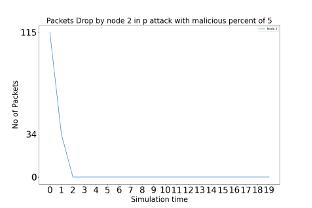 Packets Drop by node 2 in p attack with malicious percent of 5
115
34
0
No of Packets
0 1 2 3 4 5 6 7 8 9 10 11 12 13 14 15 16 17 18 19
Simulation time